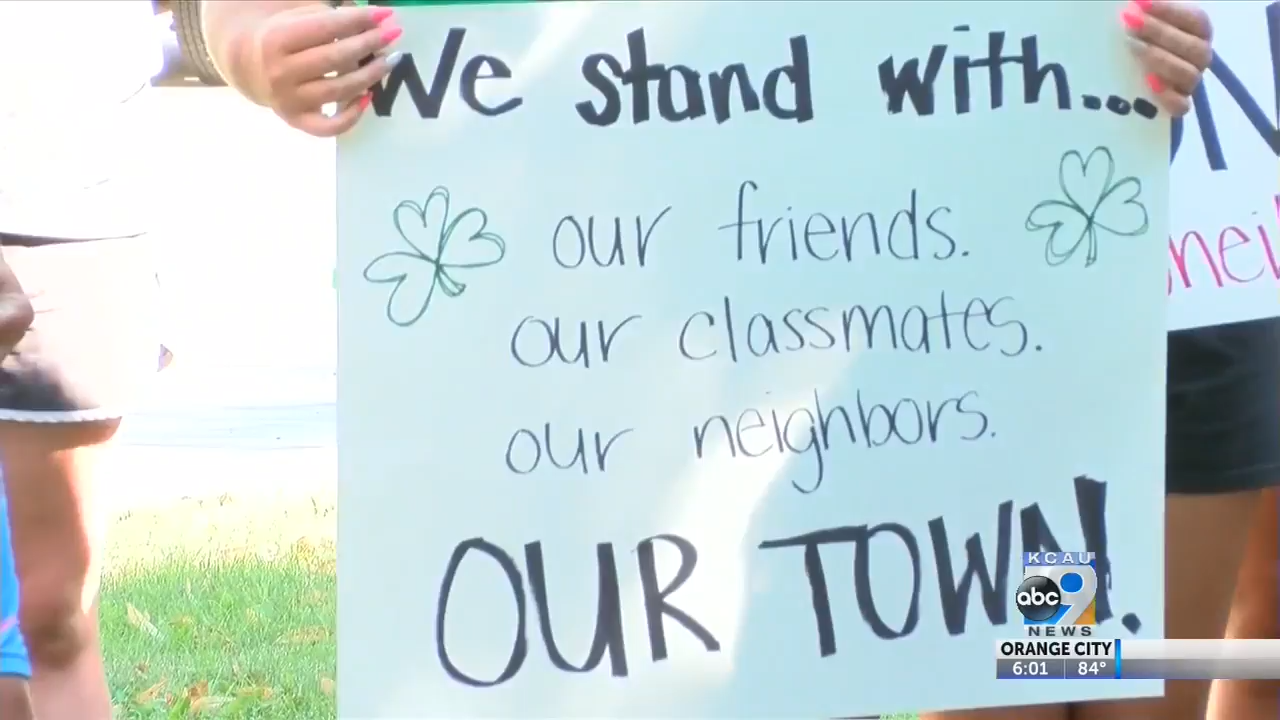 We stand with...
our friends.
our classmates.
our neighbors.
OUR TOWN.
KCAU
abc 9
NEWS
ORANGE CITY
6:01 84°